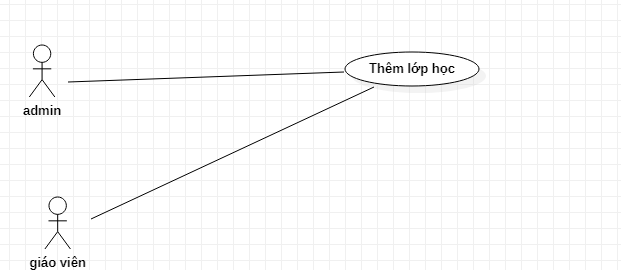 Thêm lớp học
admin
giáo viên